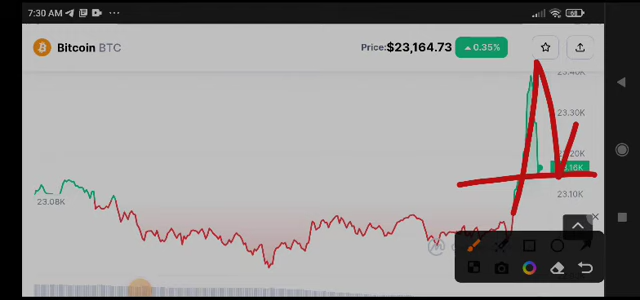 7:30 AM
Bitcoin BTC
Price: $23,164.73 0.35%
23.40K
23.30K
23.20K
23.16K
23.10K
23.08K